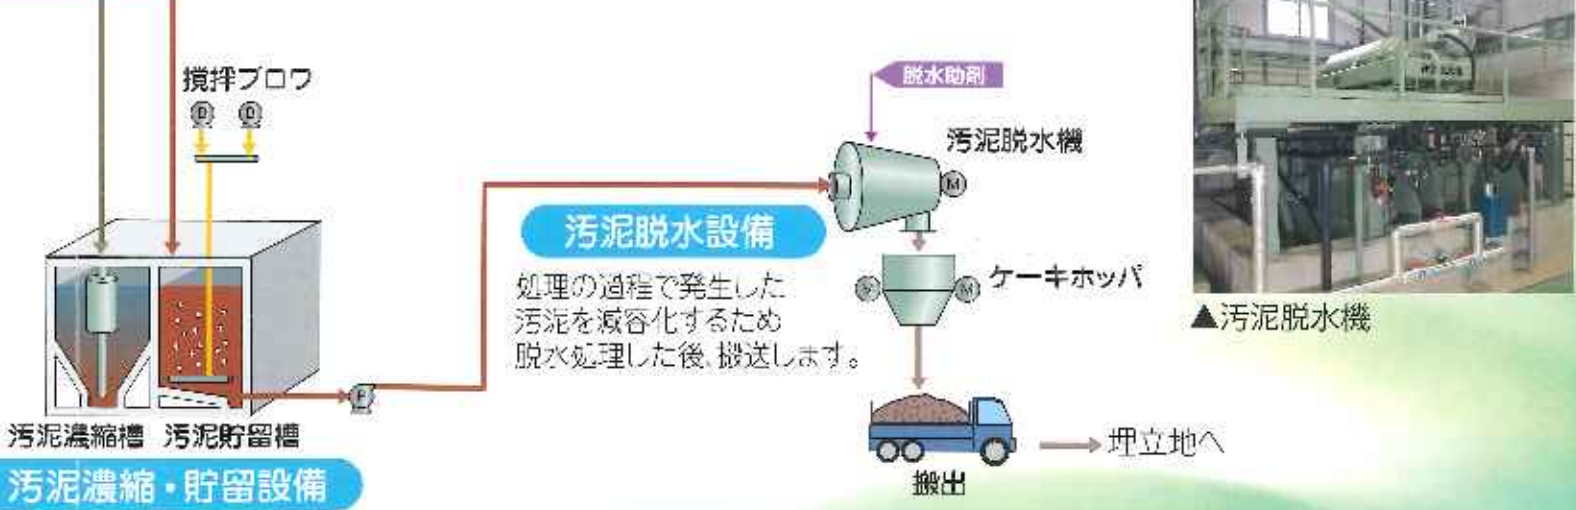 攪拌ブロワ
B
B
脱水助剤
汚泥脱水機
M
汚泥脱水設備
処理の過程で発生した
汚泥を減容化するため
脱水処理した後、搬送します。
M
M
ケーキホッパ
▲汚泥脱水機
P
汚泥濃縮槽
汚泥貯留槽
汚泥濃縮・貯留設備
搬出
埋立地へ